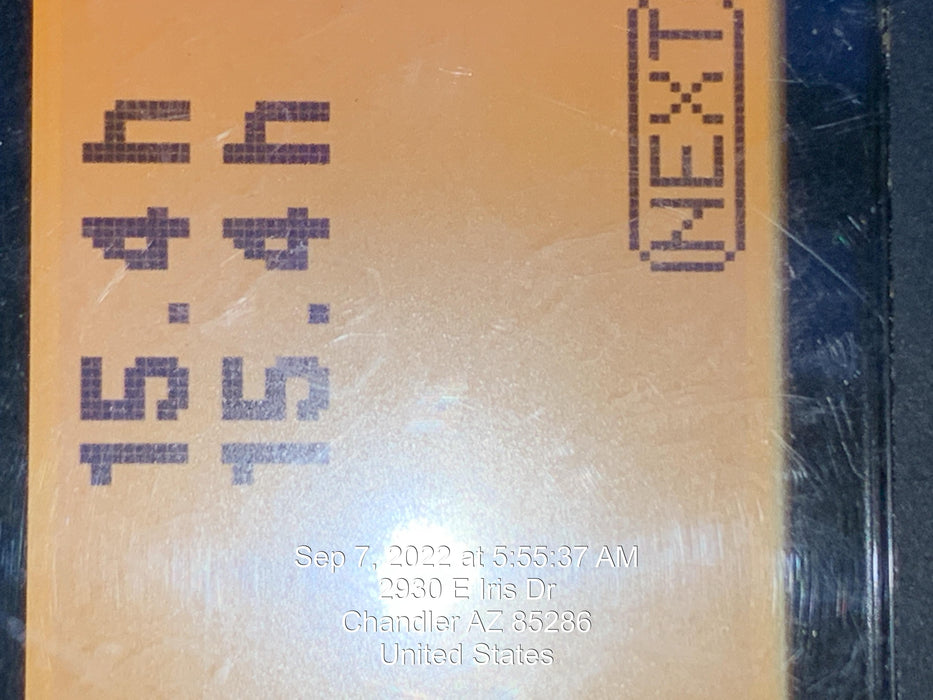 15.4h
15.4h
NEXT
Sep 7, 2022 at 5:55:37 AM
2930 E Iris Dr
Chandler AZ 85286
United States